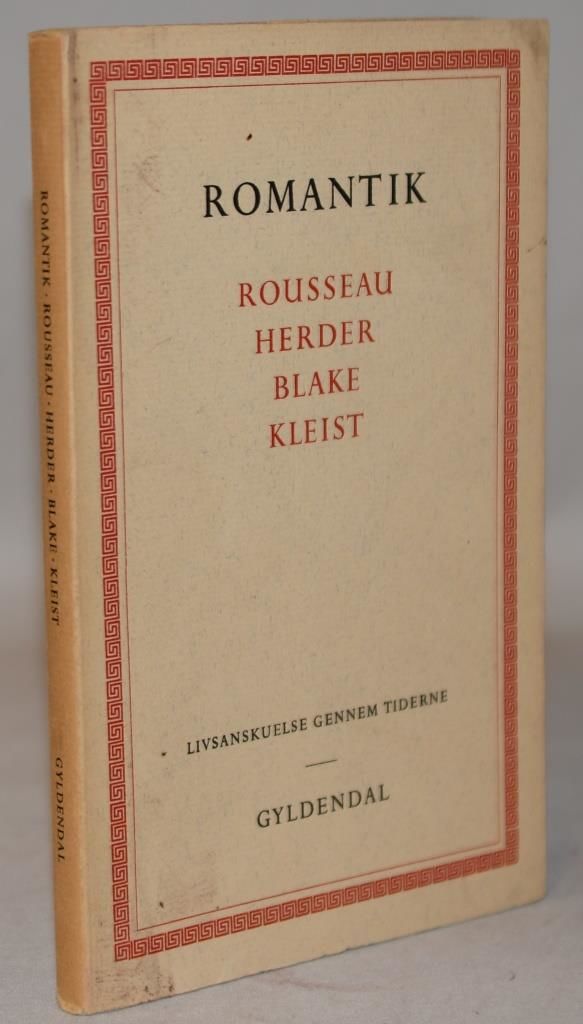 ROMANTIK
ROUSSEAU
HERDER
BLAKE
KLEIST
LIVSANSKUELSE GENNEM TIDERNE
GYLDENDAL
ROMANTIK · ROUSSEAU · HERDER · BLAKE · KLEIST
GYLDENDAL